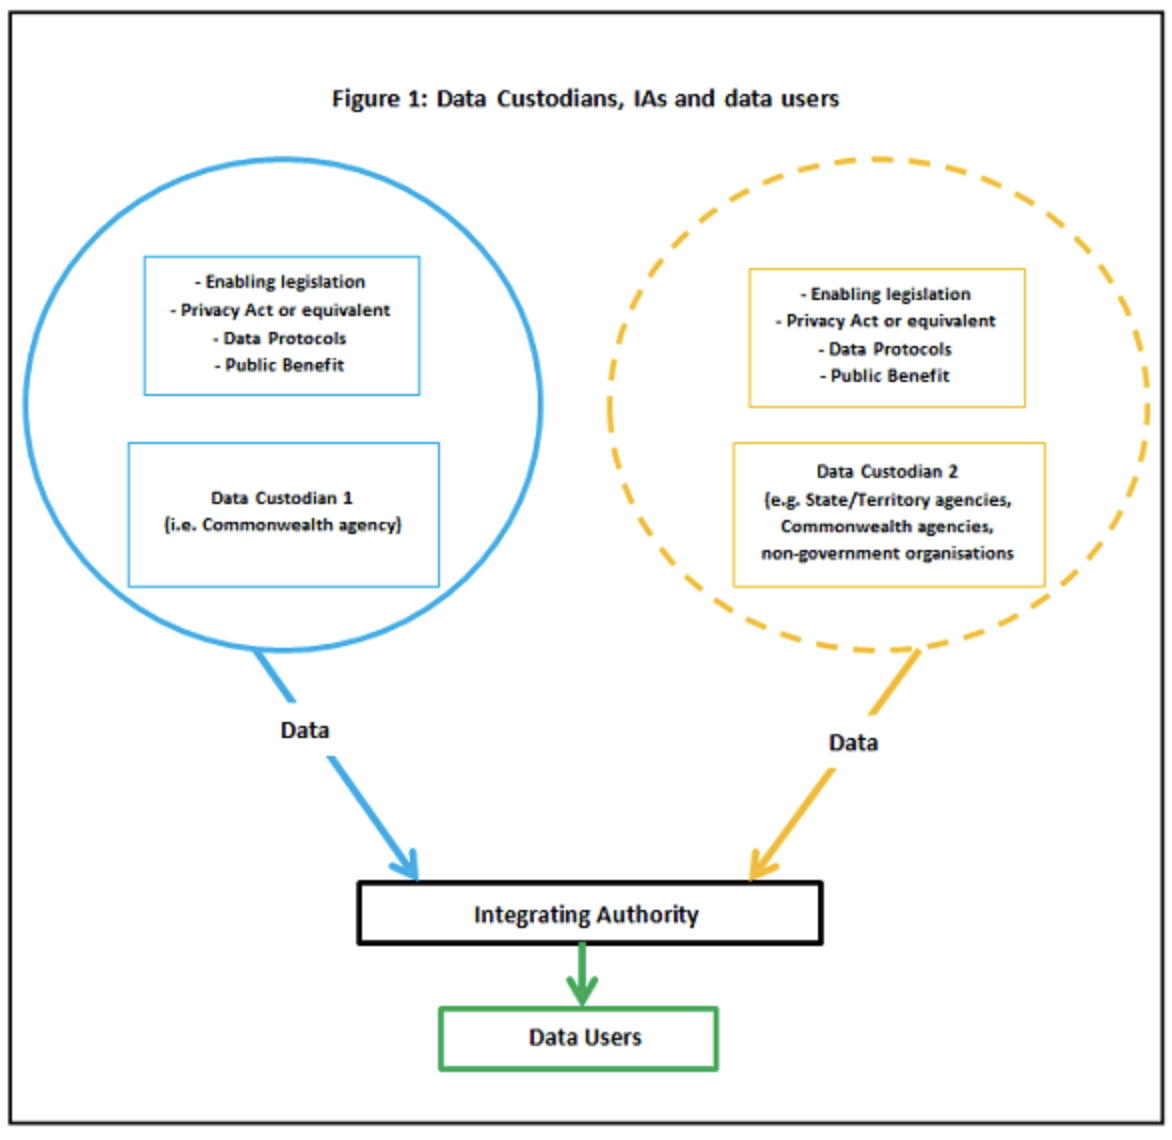 Figure 1: Data Custodians, IAs and data users
- Enabling legislation
- Privacy Act or equivalent
- Data Protocols
- Public Benefit
Data Custodian 1
(i.e. Commonwealth agency)
- Enabling legislation
- Privacy Act or equivalent
- Data Protocols
- Public Benefit
Data Custodian 2
(e.g. State/Territory agencies,
Commonwealth agencies,
non-government organisations
Data
Data
Integrating Authority
Data Users